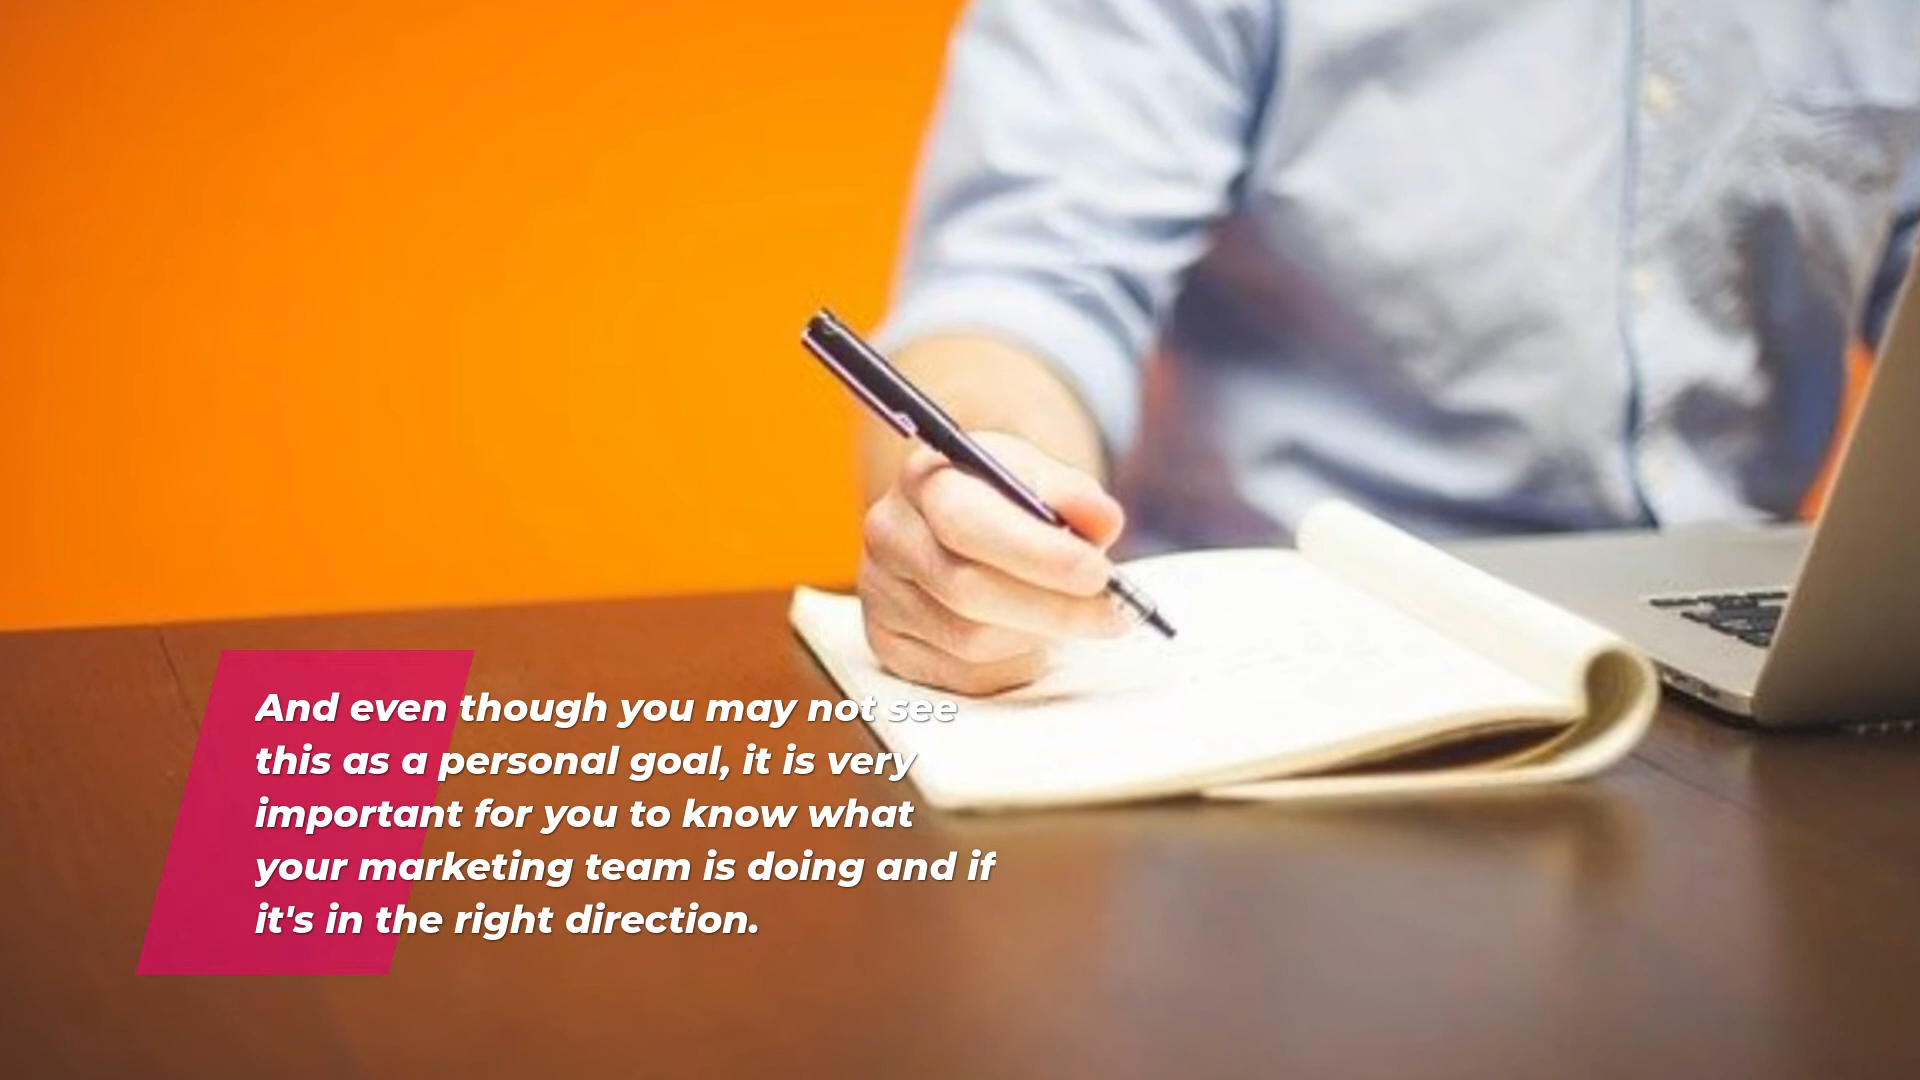 And even though you may not see
this as a personal goal, it is very
important for you to know what
your marketing team is doing and if
it's in the right direction.